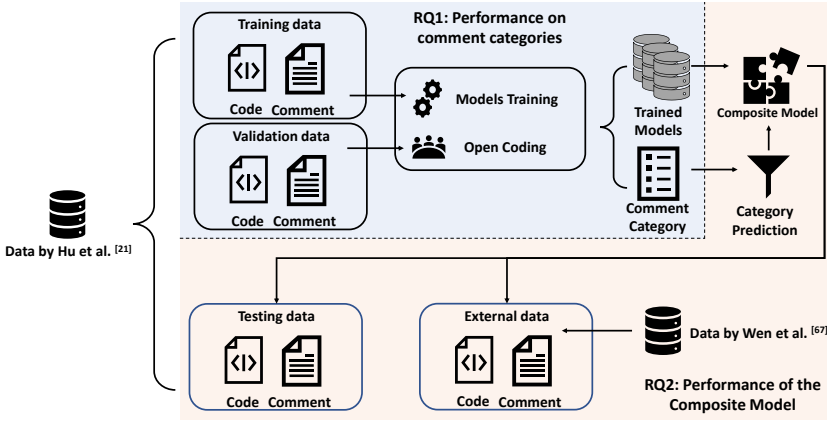 Training data
Code Comment
Validation data
Code Comment
RQ1: Performance on
comment categories
Models Training
Open Coding
Trained
Models
Comment
Category
Composite Model
Category
Prediction
Data by Hu et al. [21]
Testing data
Code Comment
External data
Code Comment
Data by Wen et al. [67]
RQ2: Performance of the
Composite Model